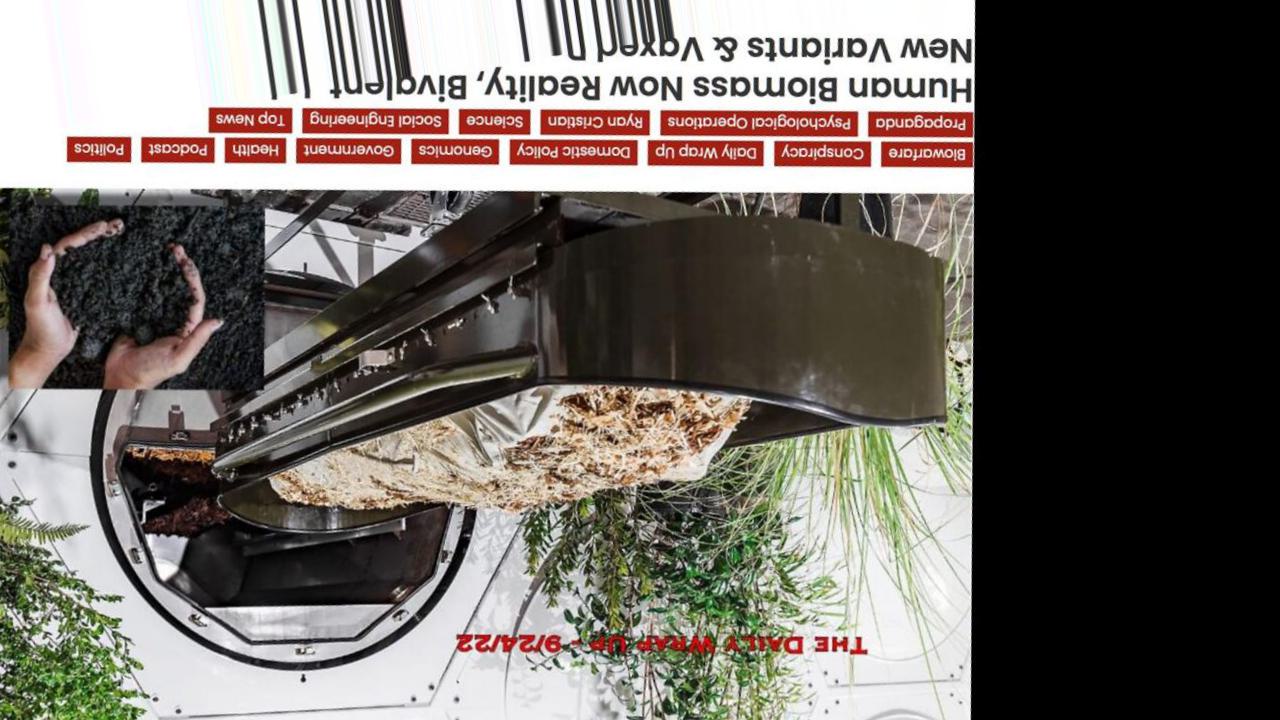 THE DAILY WRAP UP - 9/24/22
Biowarfare Conspiracy Daily Wrap Up Domestic Policy Genomics Government Health Podcast Politics
Propaganda Psychological Operations Ryan Cristian Science Social Engineering Top News
Human Biomass Now Reality, Bivalent
New Variants & Vaxed